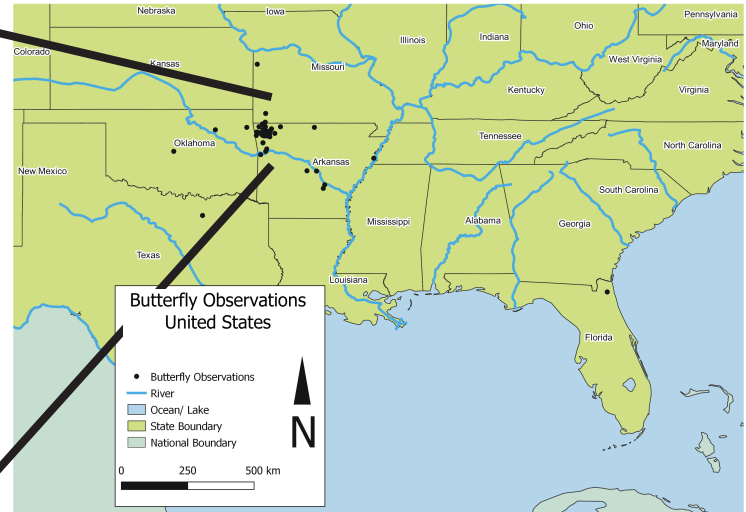 Nebraska
Iowa
Pennsylvania
Ohio
Indiana
Illinois
Maryland
Colorado
West Virginia
Kansas
Missouri
Kentucky
Virginia
Tennessee
Oklahoma
North Carolina
Arkansas
New Mexico
South Carolina
Mississippi
Alabama
Georgia
Texas
Louisiana
Florida
Butterfly Observations
United States
Butterfly Observations
River
Ocean/ Lake
State Boundary
National Boundary
N
0 250 500 km